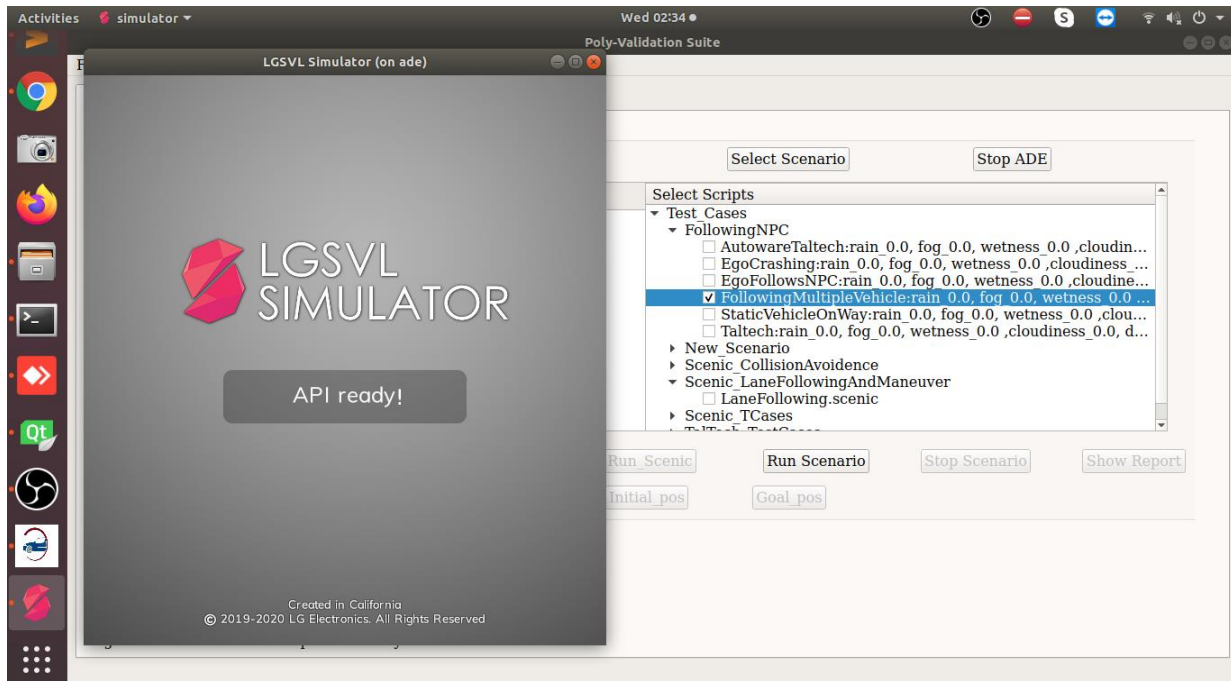 Activities
simulator
Wed 02:34
S
Poly-Validation Suite
F
LGSVL Simulator (on ade)
LGSVL
SIMULATOR
API ready!
Created in California
© 2019-2020 LG Electronics. All Rights Reserved
Select Scenario
Stop ADE
Select Scripts
Test_Cases
FollowingNPC
AutowareTaltech:rain_0.0, fog_0.0, wetness_0.0 ,cloudin...
EgoCrashing:rain_0.0, fog_0.0, wetness_0.0 ,cloudiness_...
EgoFollowsNPC:rain_0.0, fog_0.0, wetness_0.0 ,cloudine...
FollowingMultipleVehicle:rain_0.0, fog_0.0, wetness_0.0 ...
StaticVehicleOnWay:rain_0.0, fog_0.0, wetness_0.0 ,clou...
Taltech:rain_0.0, fog_0.0, wetness_0.0 ,cloudiness_0.0, d...
New_Scenario
Scenic_CollisionAvoidence
Scenic_LaneFollowingAndManeuver
LaneFollowing.scenic
Scenic_TCases
Run_Scenic
Run Scenario
Stop Scenario
Show Report
Initial_pos
Goal_pos
Qt